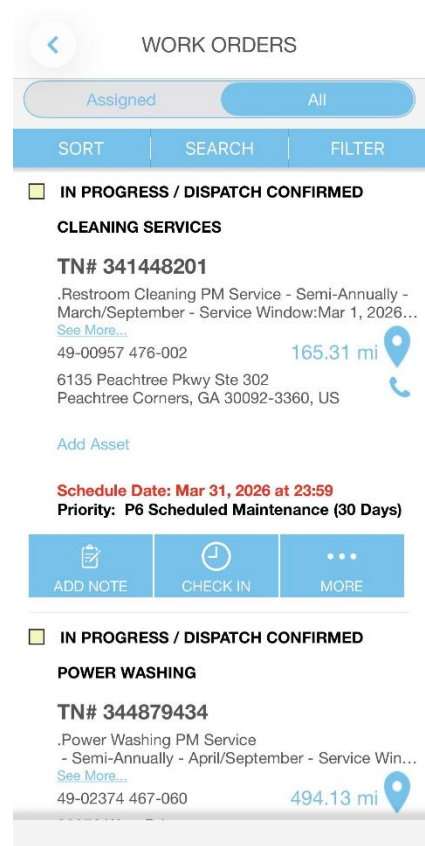 WORK ORDERS
Assigned
All
SORT
SEARCH
FILTER
IN PROGRESS / DISPATCH CONFIRMED
CLEANING SERVICES
TN# 341448201
.Restroom Cleaning PM Service - Semi-Annually -
March/September - Service Window:Mar 1, 2026...
See More...
49-00957 476-002
165.31 mi
6135 Peachtree Pkwy Ste 302
Peachtree Corners, GA 30092-3360, US
Add Asset
Schedule Date: Mar 31, 2026 at 23:59
Priority: P6 Scheduled Maintenance (30 Days)
ADD NOTE
CHECK IN
MORE
IN PROGRESS / DISPATCH CONFIRMED
POWER WASHING
TN# 344879434
.Power Washing PM Service
- Semi-Annually - April/September - Service Win...
See More...
49-02374 467-060
494.13 mi